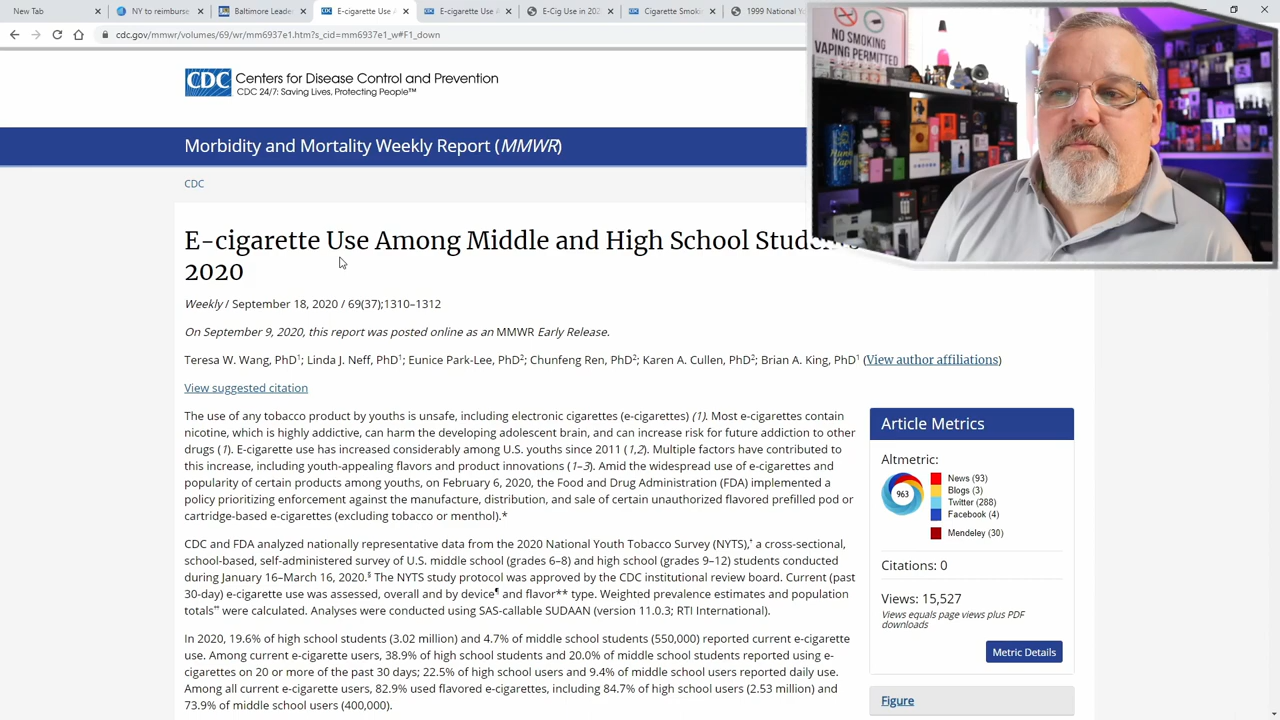 New Tab
NY to reimburse
Baltimore Leade
E-cigarette Use A
E-cigarette Use A
E-Cig Use in 202
Cigarette Smoki
1999 National Yo
cdc.gov/mmwr/volumes/69/wr/mm6937e1.htm?s_cid=mm6937e1_w#F1_down
NO SMOKING
VAPING PERMITTED
CDC
Centers for Disease Control and Prevention
CDC 24/7: Saving Lives, Protecting People™
Morbidity and Mortality Weekly Report (MMWR)
CDC
E-cigarette Use Among Middle and High School Students
2020
Weekly / September 18, 2020 / 69(37);1310–1312
On September 9, 2020, this report was posted online as an MMWR Early Release.
Teresa W. Wang, PhD1; Linda J. Neff, PhD1; Eunice Park-Lee, PhD2; Chunfeng Ren, PhD2; Karen A. Cullen, PhD2; Brian A. King, PhD1 (View author affiliations)
View suggested citation
The use of any tobacco product by youths is unsafe, including electronic cigarettes (e-cigarettes) (1). Most e-cigarettes contain
nicotine, which is highly addictive, can harm the developing adolescent brain, and can increase risk for future addiction to other
drugs (1). E-cigarette use has increased considerably among U.S. youths since 2011 (1,2). Multiple factors have contributed to
this increase, including youth-appealing flavors and product innovations (1–3). Amid the widespread use of e-cigarettes and
popularity of certain products among youths, on February 6, 2020, the Food and Drug Administration (FDA) implemented a
policy prioritizing enforcement against the manufacture, distribution, and sale of certain unauthorized flavored prefilled pod or
cartridge-based e-cigarettes (excluding tobacco or menthol).*
CDC and FDA analyzed nationally representative data from the 2020 National Youth Tobacco Survey (NYTS),† a cross-sectional,
school-based, self-administered survey of U.S. middle school (grades 6–8) and high school (grades 9–12) students conducted
during January 16–March 16, 2020.§ The NYTS study protocol was approved by the CDC institutional review board. Current (past
30-day) e-cigarette use was assessed, overall and by device¶ and flavor** type. Weighted prevalence estimates and population
totals†† were calculated. Analyses were conducted using SAS-callable SUDAAN (version 11.0.3; RTI International).
In 2020, 19.6% of high school students (3.02 million) and 4.7% of middle school students (550,000) reported current e-cigarette
use. Among current e-cigarette users, 38.9% of high school students and 20.0% of middle school students reported using e-
cigarettes on 20 or more of the past 30 days; 22.5% of high school users and 9.4% of middle school users reported daily use.
Among all current e-cigarette users, 82.9% used flavored e-cigarettes, including 84.7% of high school users (2.53 million) and
73.9% of middle school users (400,000).
Article Metrics
Altmetric:
963
News (93)
Blogs (3)
Twitter (288)
Facebook (4)
Mendeley (30)
Citations: 0
Views: 15,527
Views equals page views plus PDF
downloads
Metric Details
Figure